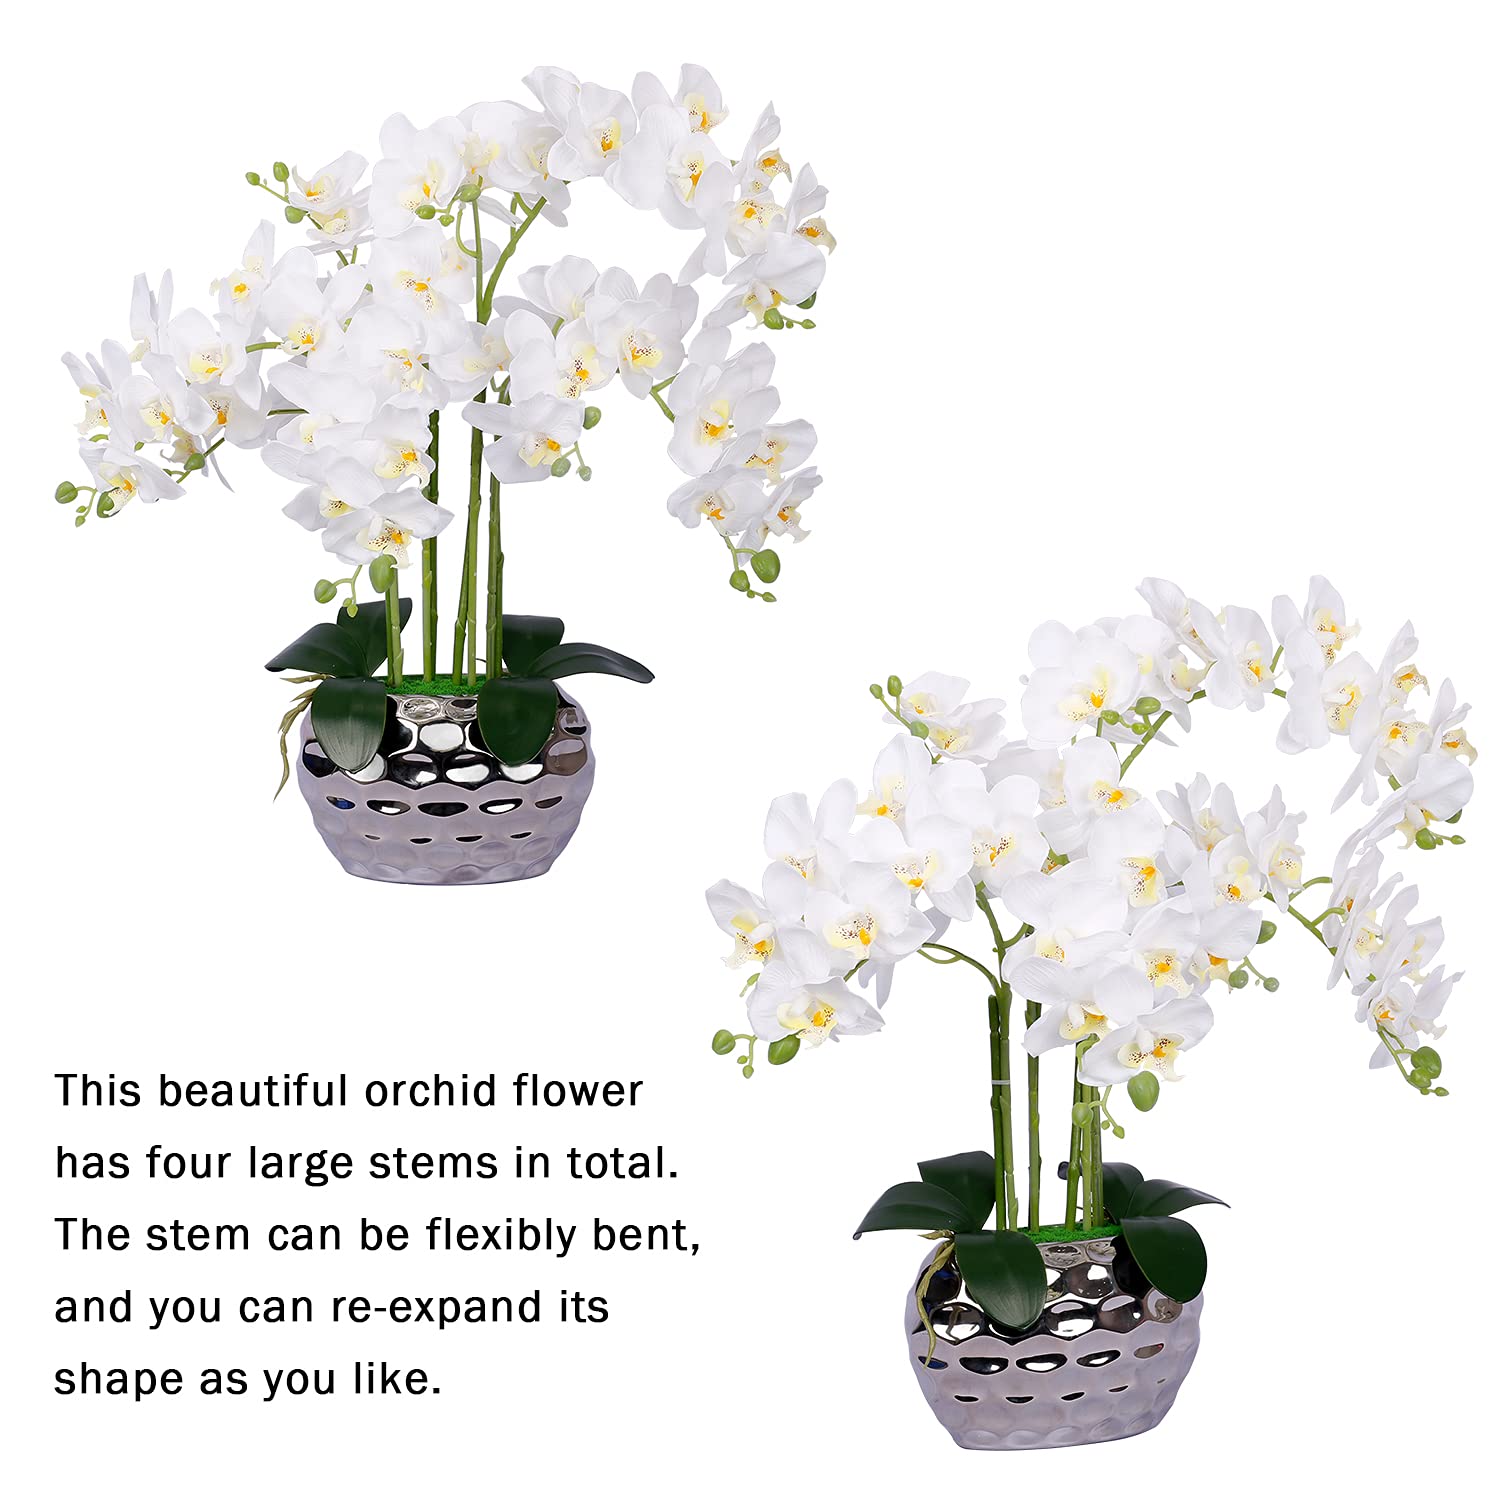 This beautiful orchid flower
has four large stems in total.
The stem can be flexibly bent,
and you can re-expand its
shape as you like.